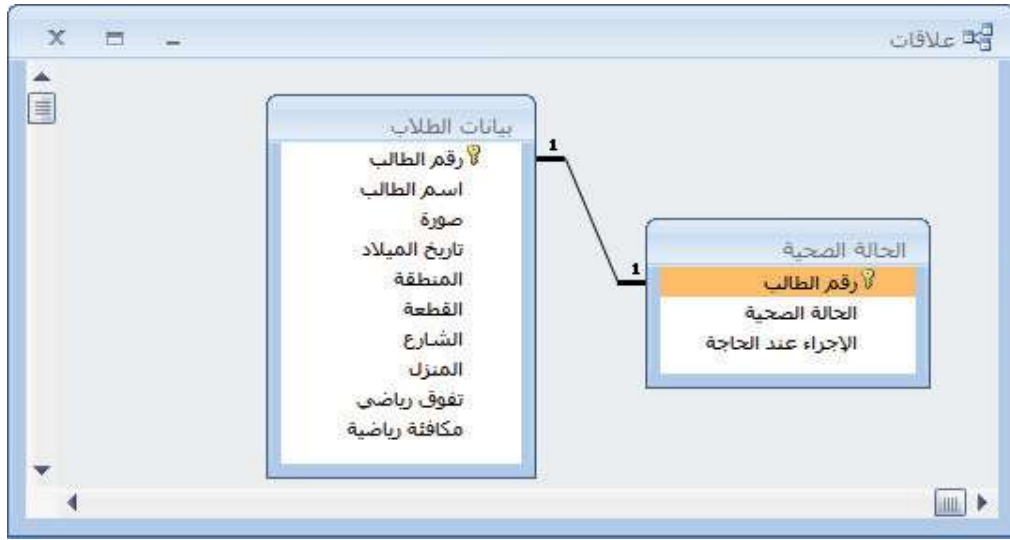 علاقات
بيانات الطلاب
رقم الطالب
اسم الطالب
صورة
تاريخ الميلاد
المنطقة
القطعة
الشارع
المنزل
تفوق رياضي
مكافئة رياضية
1
1
الحالة الصحية
رقم الطالب
الحالة الصحية
الإجراء عند الحاجة